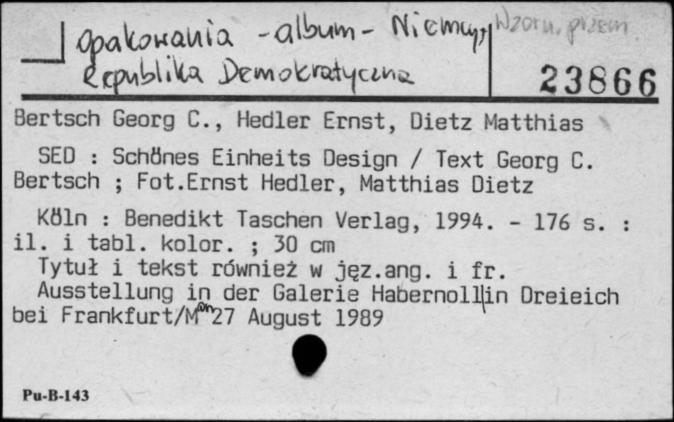 Opakowania - album - Niemcy, Wzorn. przem
Republika Demokratyczna
23866
Bertsch Georg C., Hedler Ernst, Dietz Matthias
SED : Schönes Einheits Design / Text Georg C.
Bertsch ; Fot.Ernst Hedler, Matthias Dietz
Köln : Benedikt Taschen Verlag, 1994. - 176 s. :
il. i tabl. kolor. ; 30 cm
Tytuł i tekst również w jęz.ang. i fr.
Ausstellung in der Galerie Habernoll|in Dreieich
bei Frankfurt/M on 27 August 1989
Pu-B-143